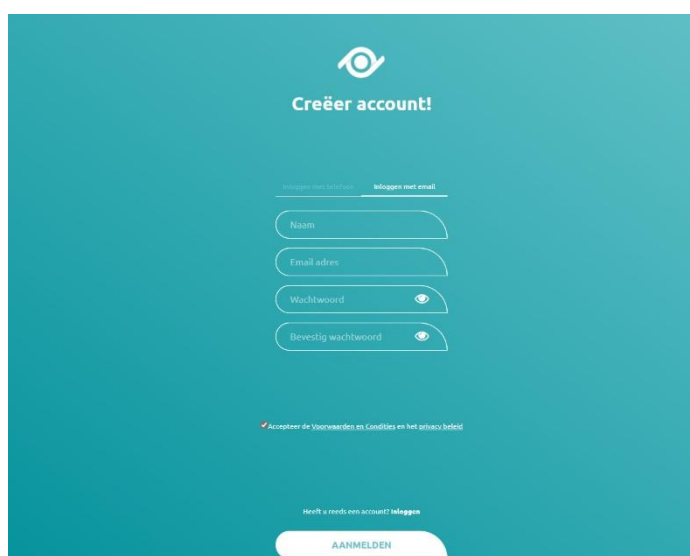 Creëer account!
Inloggen met telefoon Inloggen met email
Naam
Email adres
Wachtwoord
Bevestig wachtwoord
Accepteer de Voorwaarden en Condities en het privacy beleid
Heeft u reeds een account? Inloggen
AANMELDEN